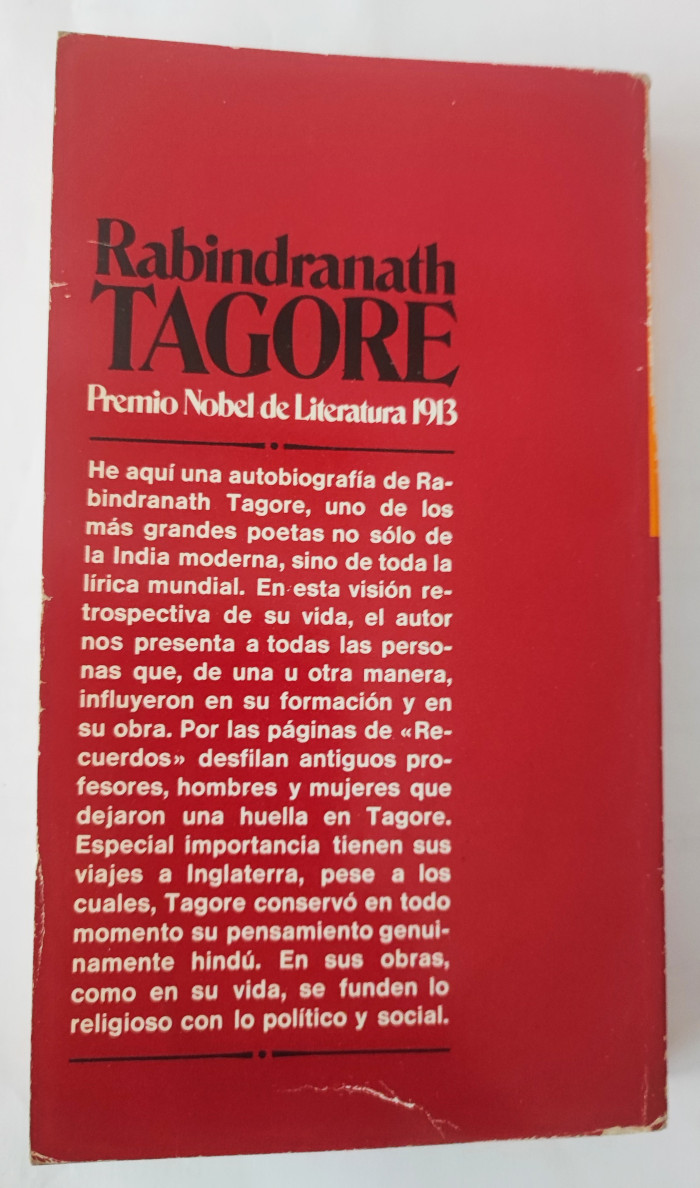 Rabindranath
TAGORE
Premio Nobel de Literatura 1913
He aquí una autobiografía de Ra-
bindranath Tagore, uno de los
más grandes poetas no sólo de
la India moderna, sino de toda la
lírica mundial. En esta visión re-
trospectiva de su vida, el autor
nos presenta a todas las perso-
nas que, de una u otra manera,
influyeron en su formación y en
su obra. Por las páginas de «Re-
cuerdos» desfilan antiguos pro-
fesores, hombres y mujeres que
dejaron una huella en Tagore.
Especial importancia tienen sus
viajes a Inglaterra, pese a los
cuales, Tagore conservó en todo
momento su pensamiento genui-
namente hindú. En sus obras,
como en su vida, se funden lo
religioso con lo político y social.